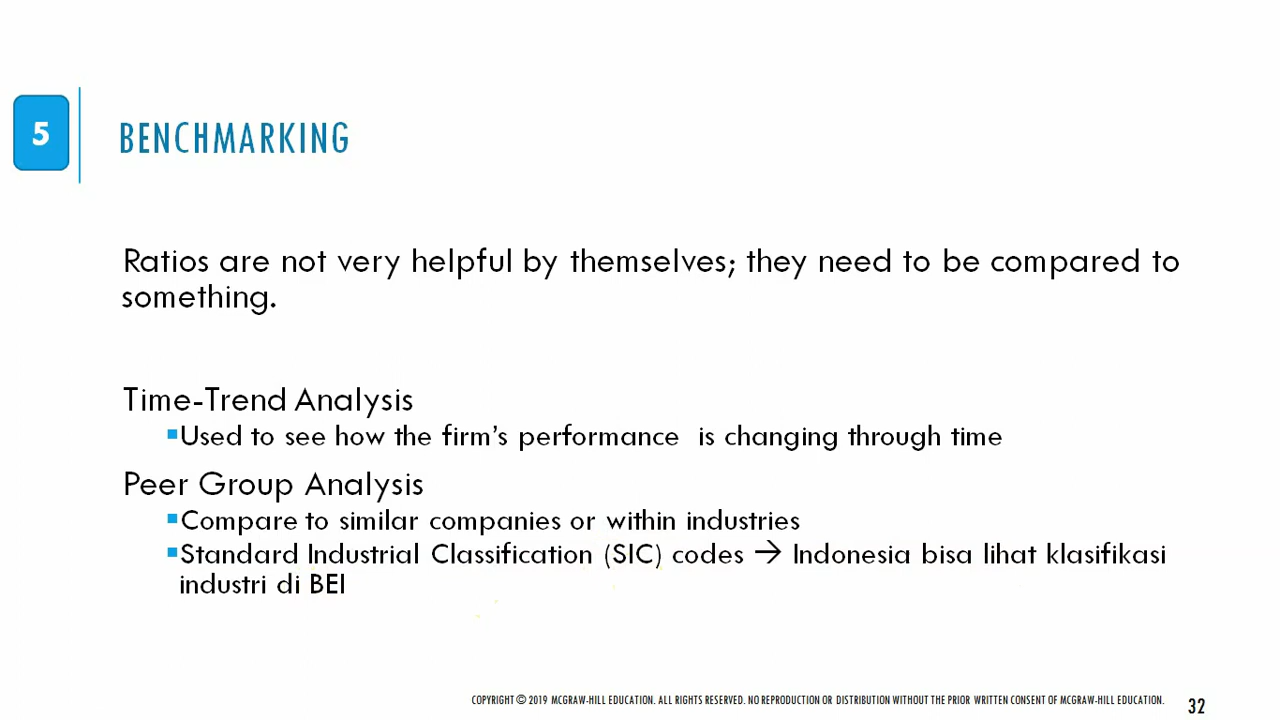 5
BENCHMARKING
Ratios are not very helpful by themselves; they need to be compared to
something.
Time-Trend Analysis
▪Used to see how the firm’s performance is changing through time
Peer Group Analysis
▪Compare to similar companies or within industries
▪Standard Industrial Classification (SIC) codes → Indonesia bisa lihat klasifikasi
industri di BEI
COPYRIGHT © 2019 MCGRAW-HILL EDUCATION. ALL RIGHTS RESERVED. NO REPRODUCTION OR DISTRIBUTION WITHOUT THE PRIOR WRITTEN CONSENT OF MCGRAW-HILL EDUCATION.
32